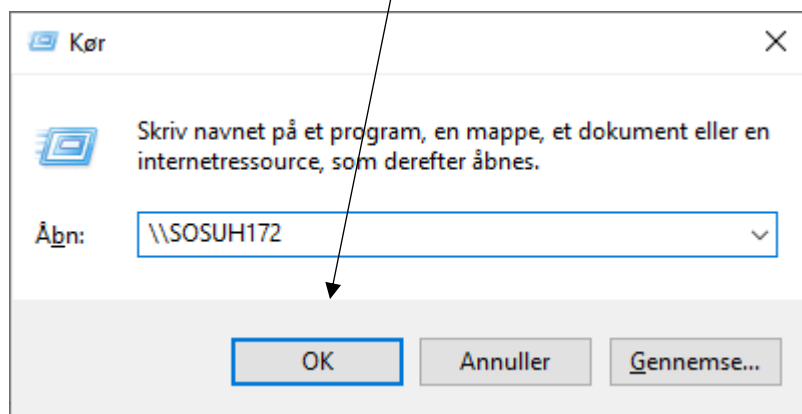 Kør
Skriv navnet på et program, en mappe, et dokument eller en
internetressource, som derefter åbnes.
Åbn:
\\SOSUH172
OK
Annuller
Gennemse...